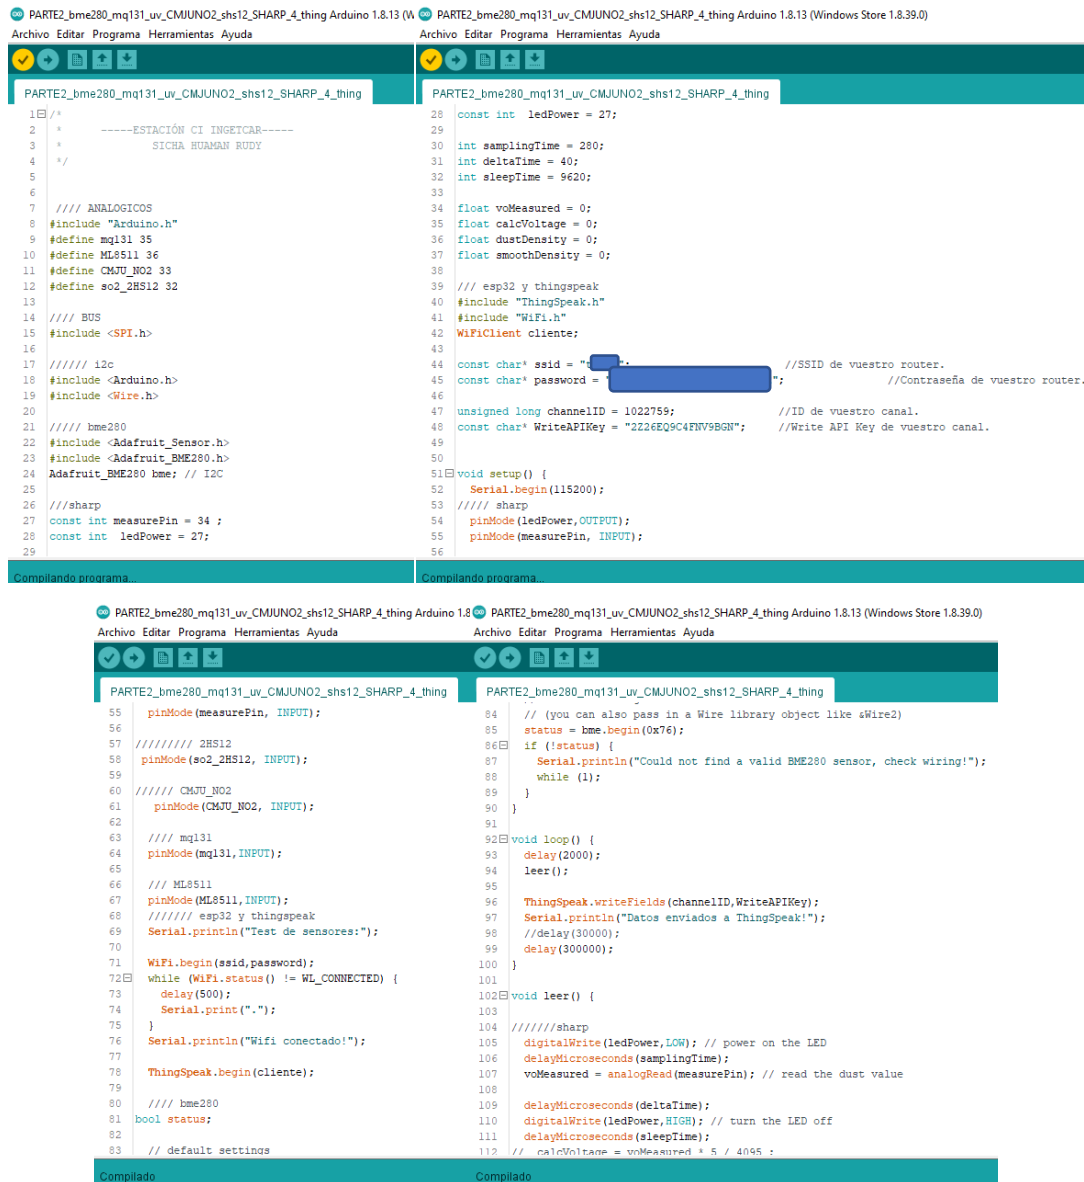 PARTE2_bme280_mq131_uv_CMJUNO2_shs12_SHARP_4_thing Arduino 1.8.13 (W
Archivo Editar Programa Herramientas Ayuda
PARTE2_bme280_mq131_uv_CMJUNO2_shs12_SHARP_4_thing
1 /*
2 * -----ESTACIÓN CI INGETCAR-----
3 * SICHA HUAMAN RUDY
4 */
5
6
7 //// ANALOGICOS
8 #include "Arduino.h"
9 #define mq131 35
10 #define ML8511 36
11 #define CMJU_NO2 33
12 #define so2_2HS12 32
13
14 //// BUS
15 #include <SPI.h>
16
17 ////// i2c
18 #include <Arduino.h>
19 #include <Wire.h>
20
21 ///// bme280
22 #include <Adafruit_Sensor.h>
23 #include <Adafruit_BME280.h>
24 Adafruit_BME280 bme; // I2C
25
26 ///sharp
27 const int measurePin = 34 ;
28 const int ledPower = 27;
29
Compilando programa...
PARTE2_bme280_mq131_uv_CMJUNO2_shs12_SHARP_4_thing Arduino 1.8.13 (Windows Store 1.8.39.0)
Archivo Editar Programa Herramientas Ayuda
PARTE2_bme280_mq131_uv_CMJUNO2_shs12_SHARP_4_thing
28 const int ledPower = 27;
29
30 int samplingTime = 280;
31 int deltaTime = 40;
32 int sleepTime = 9620;
33
34 float voMeasured = 0;
35 float calcVoltage = 0;
36 float dustDensity = 0;
37 float smoothDensity = 0;
38
39 /// esp32 y thingspeak
40 #include "ThingSpeak.h"
41 #include "WiFi.h"
42 WiFiClient cliente;
43
44 const char* ssid = " "; //SSID de vuestro router.
45 const char* password = " "; //Contraseña de vuestro router.
46
47 unsigned long channelID = 1022759; //ID de vuestro canal.
48 const char* WriteAPIKey = "2Z26EQ9C4FNV9BGN"; //Write API Key de vuestro canal.
49
50
51 void setup() {
52 Serial.begin(115200);
53 ///// sharp
54 pinMode(ledPower,OUTPUT);
55 pinMode(measurePin, INPUT);
56
Compilando programa...
PARTE2_bme280_mq131_uv_CMJUNO2_shs12_SHARP_4_thing Arduino 1.8
Archivo Editar Programa Herramientas Ayuda
PARTE2_bme280_mq131_uv_CMJUNO2_shs12_SHARP_4_thing
55 pinMode(measurePin, INPUT);
56
57 ///////// 2HS12
58 pinMode(so2_2HS12, INPUT);
59
60 ////// CMJU_NO2
61 pinMode(CMJU_NO2, INPUT);
62
63 //// mq131
64 pinMode(mq131,INPUT);
65
66 /// ML8511
67 pinMode(ML8511,INPUT);
68 /////// esp32 y thingspeak
69 Serial.println("Test de sensores:");
70
71 WiFi.begin(ssid,password);
72 while (WiFi.status() != WL_CONNECTED) {
73 delay(500);
74 Serial.print(".");
75 }
76 Serial.println("Wifi conectado!");
77
78 ThingSpeak.begin(cliente);
79
80 //// bme280
81 bool status;
82
83 // default settings
Compilado
PARTE2_bme280_mq131_uv_CMJUNO2_shs12_SHARP_4_thing Arduino 1.8.13 (Windows Store 1.8.39.0)
Archivo Editar Programa Herramientas Ayuda
PARTE2_bme280_mq131_uv_CMJUNO2_shs12_SHARP_4_thing
84 // (you can also pass in a Wire library object like &Wire2)
85 status = bme.begin(0x76);
86 if (!status) {
87 Serial.println("Could not find a valid BME280 sensor, check wiring!");
88 while (1);
89 }
90 }
91
92 void loop() {
93 delay(2000);
94 leer();
95
96 ThingSpeak.writeFields(channelID,WriteAPIKey);
97 Serial.println("Datos enviados a ThingSpeak!");
98 //delay(30000);
99 delay(300000);
100 }
101
102 void leer() {
103
104 ///////sharp
105 digitalWrite(ledPower,LOW); // power on the LED
106 delayMicroseconds(samplingTime);
107 voMeasured = analogRead(measurePin); // read the dust value
108
109 delayMicroseconds(deltaTime);
110 digitalWrite(ledPower,HIGH); // turn the LED off
111 delayMicroseconds(sleepTime);
112 // calcVoltage = voMeasured * 5 / 4095 ;
Compilado